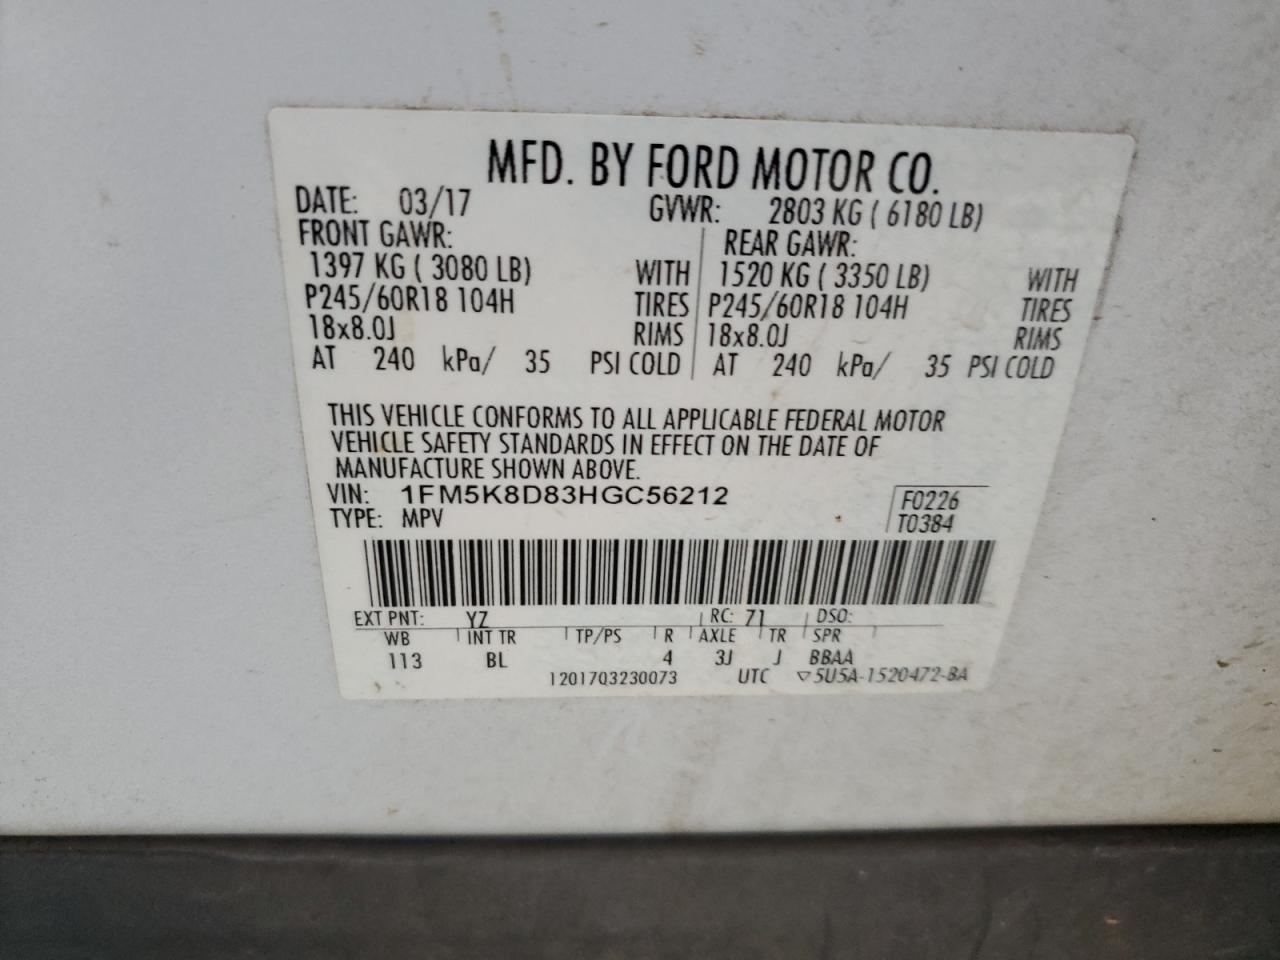 MFD. BY FORD MOTOR CO.
DATE: 03/17 GVWR: 2803 KG ( 6180 LB)
FRONT GAWR: REAR GAWR:
1397 KG ( 3080 LB) WITH 1520 KG ( 3350 LB) WITH
P245/60R18 104H TIRES P245/60R18 104H TIRES
18x8.0J RIMS 18x8.0J RIMS
AT 240 kPa/ 35 PSI COLD AT 240 kPa/ 35 PSI COLD
THIS VEHICLE CONFORMS TO ALL APPLICABLE FEDERAL MOTOR
VEHICLE SAFETY STANDARDS IN EFFECT ON THE DATE OF
MANUFACTURE SHOWN ABOVE.
VIN: 1FM5K8D83HGC56212 F0226
TYPE: MPV T0384
EXT PNT: YZ RC: 71 DSO:
WB INT TR TP/PS R AXLE TR SPR
113 BL 4 3J J BBAA
1201703230073 UTC ▽5U5A-1520472-BA